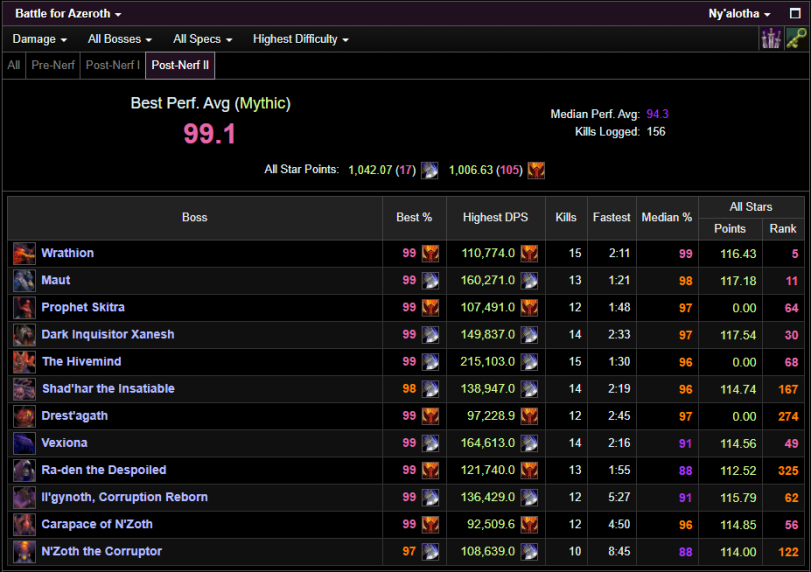 Battle for Azeroth Ny'alotha
Damage All Bosses All Specs Highest Difficulty
All Pre-Nerf Post-Nerf I Post-Nerf II
Best Perf. Avg (Mythic)
99.1
Median Perf. Avg: 94.3
Kills Logged: 156
All Star Points: 1,042.07 (17) 1,006.63 (105)
Boss Best % Highest DPS Kills Fastest Median % All Stars
Points Rank
Wrathion 99 110,774.0 15 2:11 99 116.43 5
Maut 99 160,271.0 13 1:21 98 117.18 11
Prophet Skitra 99 107,491.0 12 1:48 97 0.00 64
Dark Inquisitor Xanesh 99 149,837.0 14 2:33 97 117.54 30
The Hivemind 99 215,103.0 15 1:30 96 0.00 68
Shad'har the Insatiable 98 138,947.0 14 2:19 96 114.74 167
Drest'agath 99 97,228.9 12 2:45 97 0.00 274
Vexiona 99 164,613.0 14 2:16 91 114.56 49
Ra-den the Despoiled 99 121,740.0 13 1:55 88 112.52 325
Il'gynoth, Corruption Reborn 99 136,429.0 12 5:27 91 115.79 62
Carapace of N'Zoth 99 92,509.6 12 4:50 96 114.85 56
N'Zoth the Corruptor 97 108,639.0 10 8:45 88 114.00 122